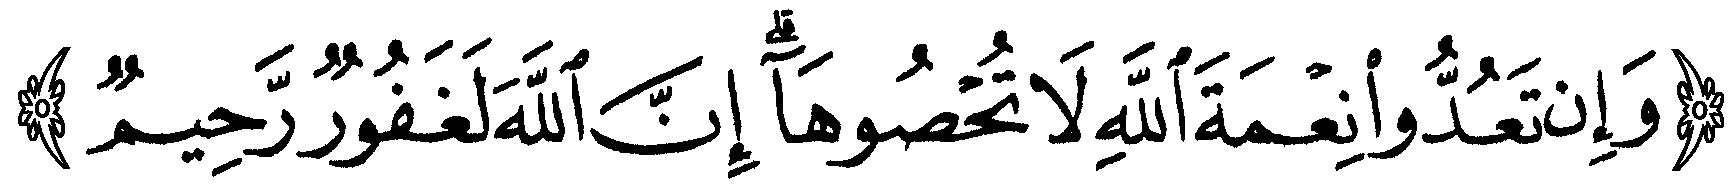 ﴿وَإِن تَعُدُّوا۟ نِعْمَةَ ٱللَّهِ لَا تُحْصُوهَآ ۗ إِنَّ ٱللَّهَ لَغَفُورٌ رَّحِيمٌ﴾